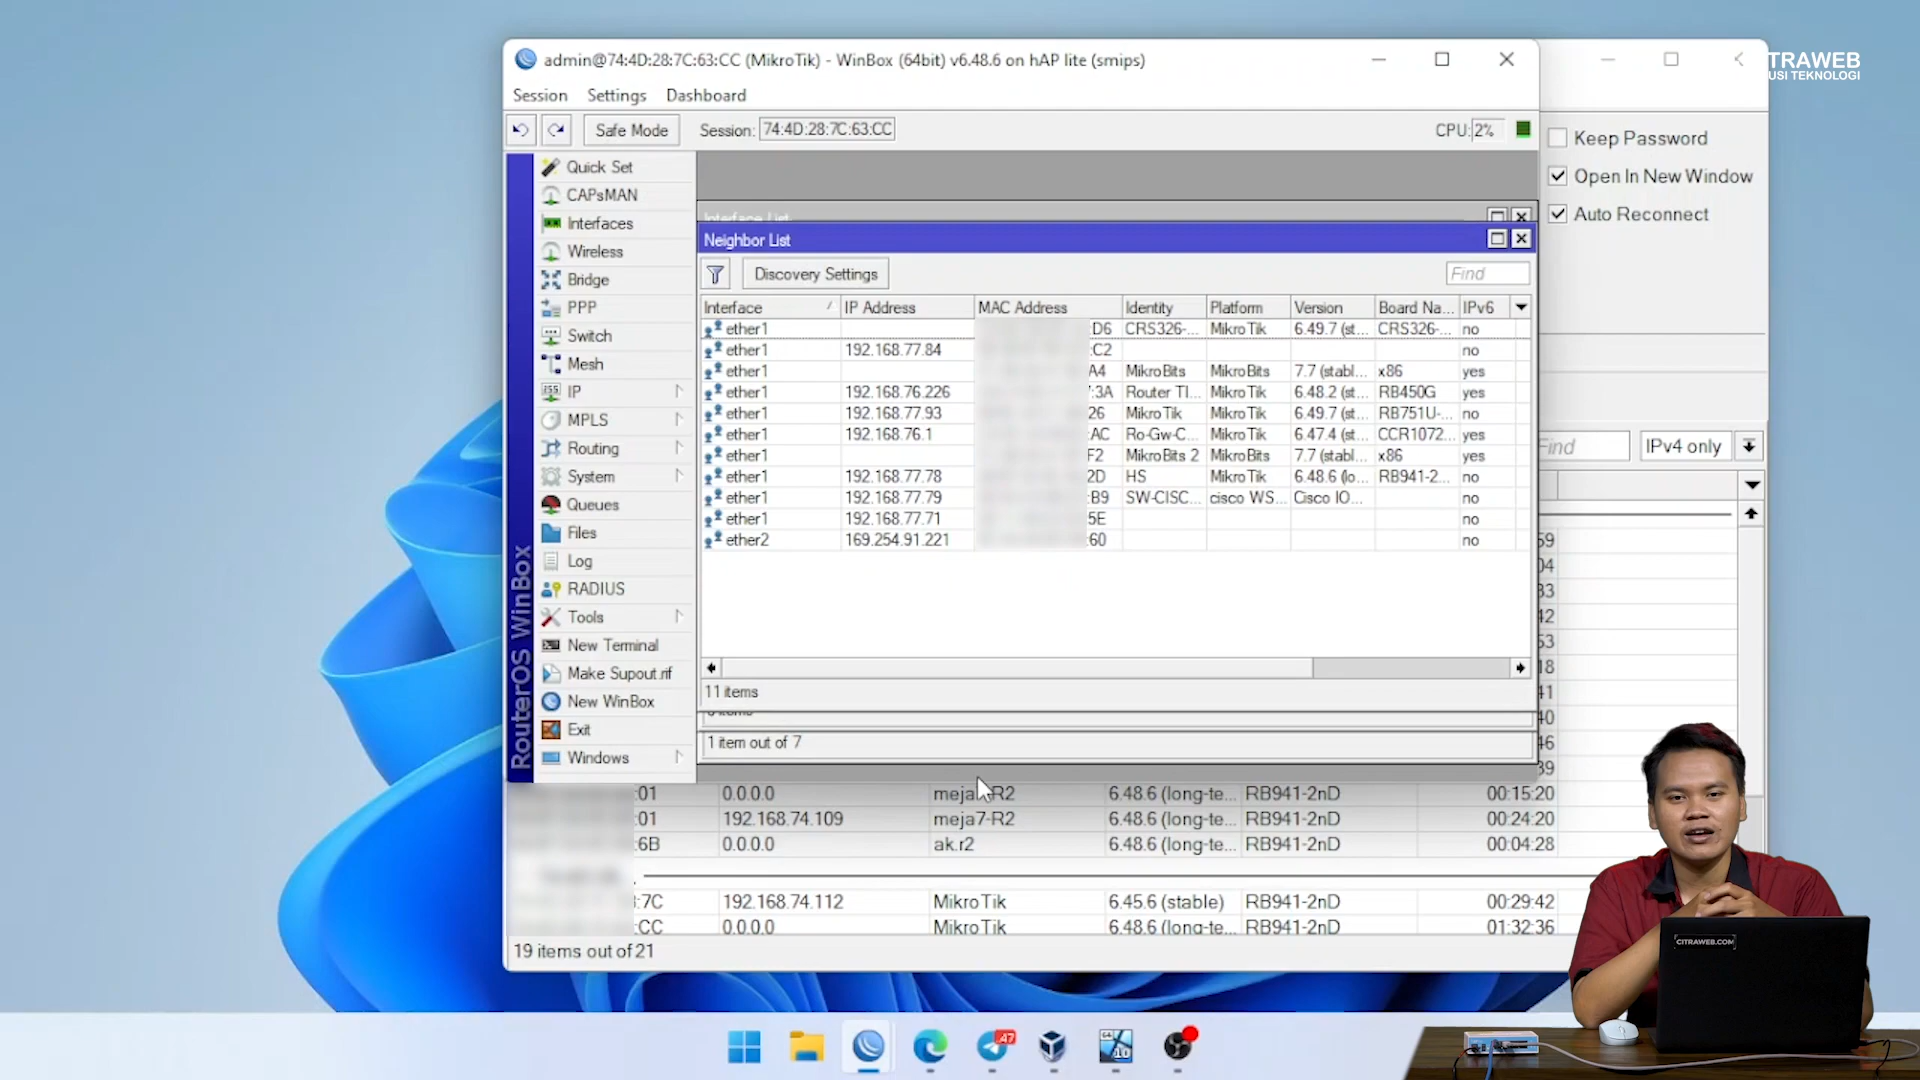 admin@74:4D:28:7C:63:CC (MikroTik) - WinBox (64bit) v6.48.6 on hAP lite (smips)
TRAWEB
USI TEKNOLOGI
Session Settings Dashboard
Safe Mode Session: 74:4D:28:7C:63:CC CPU: 2%
Keep Password
Open In New Window
Auto Reconnect
RouterOS WinBox
Quick Set
CAPsMAN
Interfaces
Wireless
Bridge
PPP
Switch
Mesh
IP
MPLS
Routing
System
Queues
Files
Log
RADIUS
Tools
New Terminal
Make Supout.rif
New WinBox
Exit
Windows
Interface List
Neighbor List
Discovery Settings Find
Interface IP Address MAC Address Identity Platform Version Board Na... IPv6
ether1 :D6 CRS326-... MikroTik 6.49.7 (st... CRS326-... no
ether1 192.168.77.84 :C2 no
ether1 A4 MikroBits MikroBits 7.7 (stabl... x86 yes
ether1 192.168.76.226 :3A Router TI... MikroTik 6.48.2 (st... RB450G yes
ether1 192.168.77.93 26 MikroTik MikroTik 6.49.7 (st... RB751U-... no
ether1 192.168.76.1 :AC Ro-Gw-C... MikroTik 6.47.4 (st... CCR1072... yes
ether1 F2 MikroBits 2 MikroBits 7.7 (stabl... x86 yes
ether1 192.168.77.78 2D HS MikroTik 6.48.6 (lo... RB941-2... no
ether1 192.168.77.79 :B9 SW-CISC... cisco WS... Cisco IO... no
ether1 192.168.77.71 5E no
ether2 169.254.91.221 :60 no
11 items
1 item out of 7
Find IPv4 only
59
04
33
42
53
18
41
40
46
39
:01 0.0.0.0 6.48.6 (long-te... RB941-2nD 00:15:20
:01 192.168.74.109 meja7-R2 6.48.6 (long-te... RB941-2nD 00:24:20
:6B 0.0.0.0 ak.r2 6.48.6 (long-te... RB941-2nD 00:04:28
:7C 192.168.74.112 MikroTik 6.45.6 (stable) RB941-2nD 00:29:42
:CC 0.0.0.0 MikroTik 6.48.6 (long-te... RB941-2nD 01:32:36
19 items out of 21
CITRAWEB.COM
47
64
10